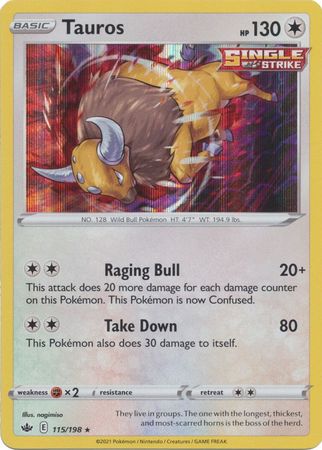 BASIC Tauros HP 130
SINGLE STRIKE
NO. 128 Wild Bull Pokémon HT: 4'7" WT: 194.9 lbs.
Raging Bull 20+
This attack does 20 more damage for each damage counter
on this Pokémon. This Pokémon is now Confused.
Take Down 80
This Pokémon also does 30 damage to itself.
weakness ×2 resistance retreat
Illus. nagimiso
E 115/198 ★
They live in groups. The one with the longest, thickest,
and most-scarred horns is the boss of the herd.
©2021 Pokémon / Nintendo / Creatures / GAME FREAK